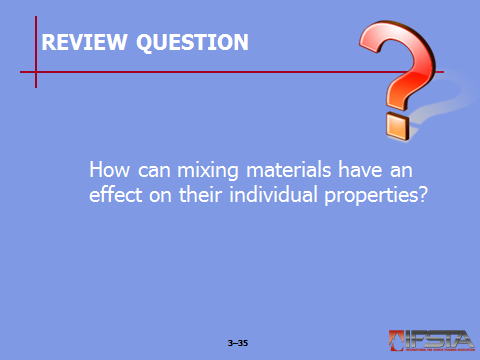 REVIEW QUESTION
How can mixing materials have an
effect on their individual properties?
3–35
IFSTA